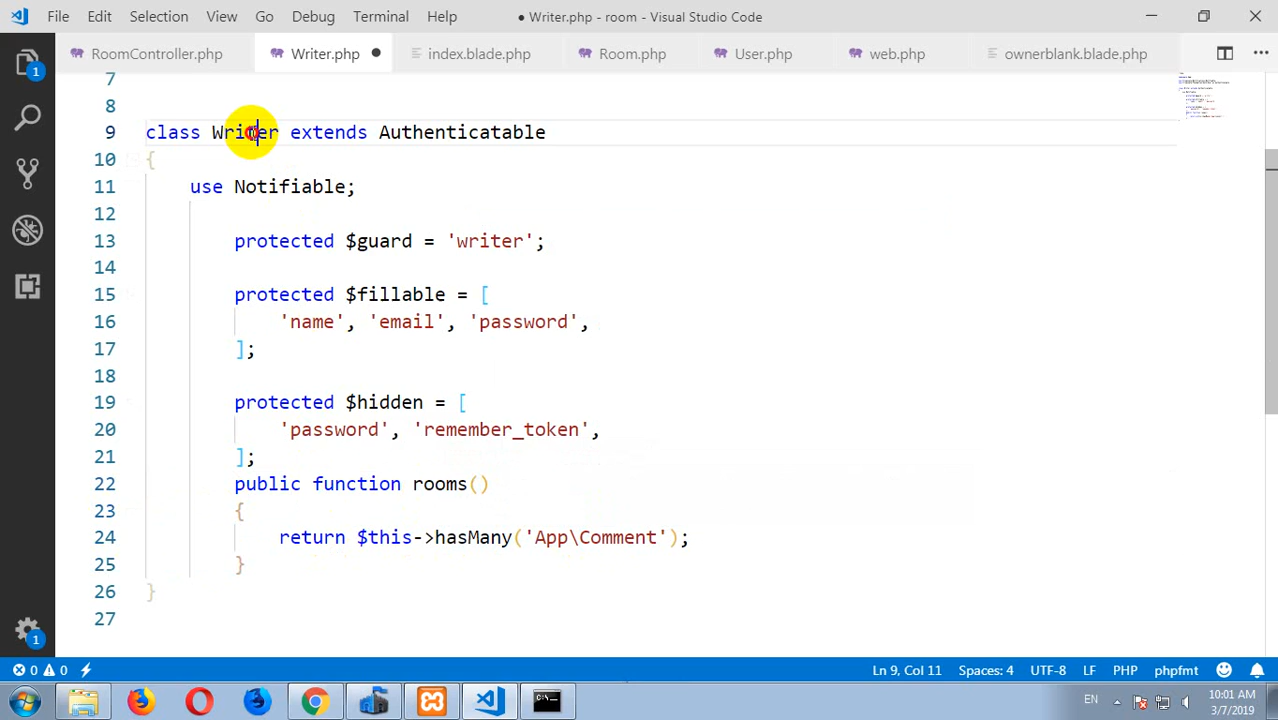 File Edit Selection View Go Debug Terminal Help ● Writer.php - room - Visual Studio Code
RoomController.php Writer.php index.blade.php Room.php User.php web.php ownerblank.blade.php
7
8
9 class Writer extends Authenticatable
10 {
11 use Notifiable;
12
13 protected $guard = 'writer';
14
15 protected $fillable = [
16 'name', 'email', 'password',
17 ];
18
19 protected $hidden = [
20 'password', 'remember_token',
21 ];
22 public function rooms()
23 {
24 return $this->hasMany('App\Comment');
25 }
26 }
27
1
1
0 0 Ln 9, Col 11 Spaces: 4 UTF-8 LF PHP phpfmt
EN 10:01 AM
3/7/2019